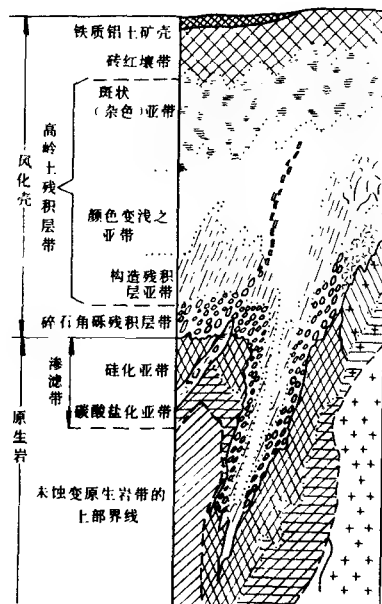 铁质铝土矿壳
砖红壤带
斑状
(杂色)亚带
颜色变浅之
亚带
构造残积
层亚带
高岭土残积层带
风化壳
碎石角砾残积层带
渗滤带
硅化亚带
碳酸盐化亚带
原生岩
未蚀变原生岩带的
上部界线